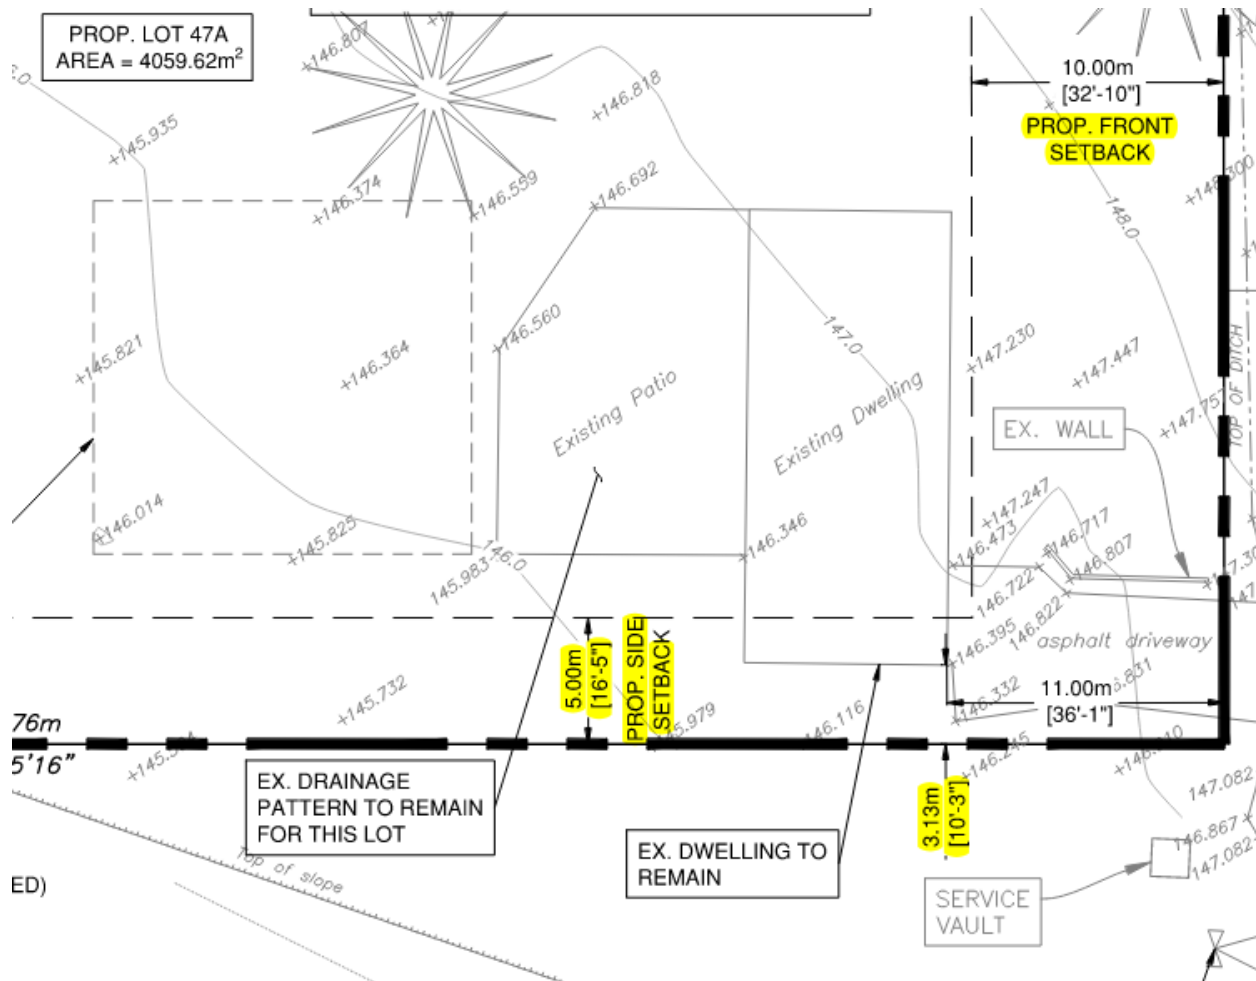 PROP. LOT 47A
AREA = 4059.62m²
+146.807
+146.818
10.00m
[32'-10"]
PROP. FRONT
SETBACK
+145.935
+146.374
+146.559
+146.692
+148.300
148.0
+146.560
+145.821
+146.364
147.0
+147.230
+147.447
+147.757
TOP OF DITCH
Existing Patio
Existing Dwelling
EX. WALL
+146.014
+145.825
146.0
145.983
+146.346
+147.247
+146.473
+146.717
+146.807
146.722
146.822
+146.395
asphalt driveway
5.00m
[16'-5"]
PROP. SIDE
SETBACK
+145.732
145.979
+146.116
+146.332
11.00m
[36'-1"]
76m
5'16"
+146.245
EX. DRAINAGE
PATTERN TO REMAIN
FOR THIS LOT
3.13m
[10'-3"]
EX. DWELLING TO
REMAIN
147.082
146.867
147.082
Top of slope
ED)
SERVICE
VAULT